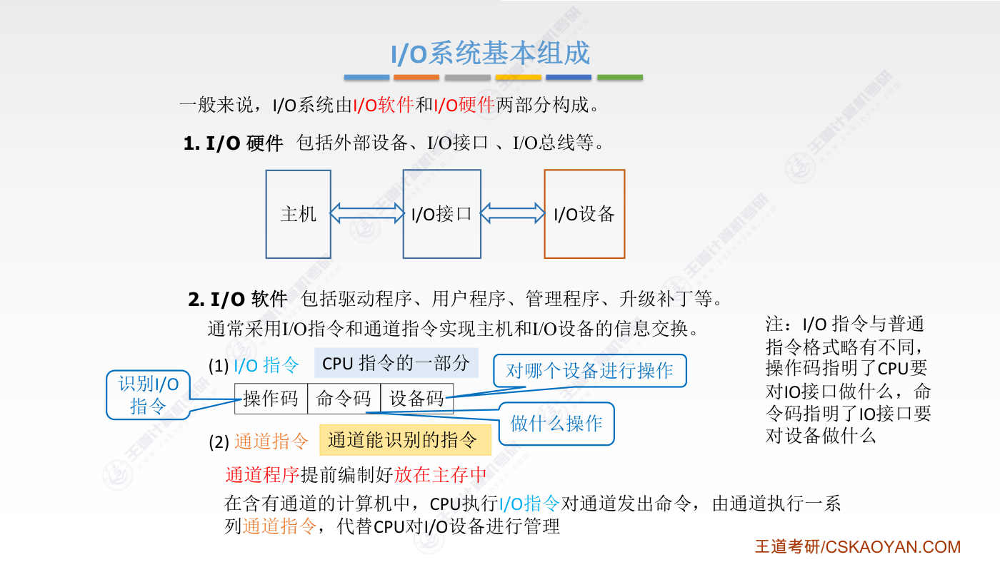 I/O系统基本组成
一般来说，I/O系统由I/O软件和I/O硬件两部分构成。
1. I/O 硬件 包括外部设备、I/O接口 、I/O总线等。
主机
I/O接口
I/O设备
2. I/O 软件 包括驱动程序、用户程序、管理程序、升级补丁等。
通常采用I/O指令和通道指令实现主机和I/O设备的信息交换。
(1) I/O 指令
CPU 指令的一部分
对哪个设备进行操作
识别I/O
指令
操作码 命令码 设备码
做什么操作
(2) 通道指令
通道能识别的指令
通道程序提前编制好放在主存中
在含有通道的计算机中，CPU执行I/O指令对通道发出命令，由通道执行一系
列通道指令，代替CPU对I/O设备进行管理
注：I/O 指令与普通
指令格式略有不同，
操作码指明了CPU要
对IO接口做什么，命
令码指明了IO接口要
对设备做什么
王道考研/CSKAOYAN.COM